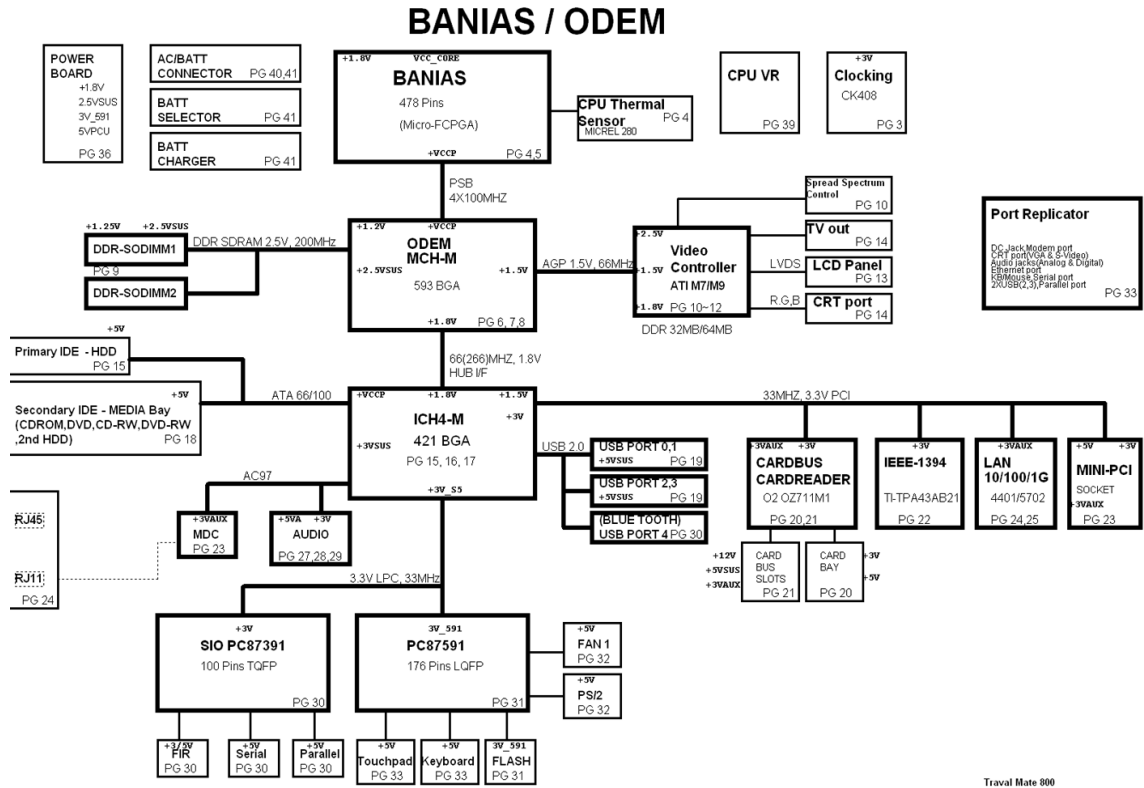 BANIAS / ODEM
POWER
BOARD
+1.8V
2.5VSUS
3V_591
5VPCU
PG 36
AC/BATT
CONNECTOR PG 40,41
BATT
SELECTOR PG 41
BATT
CHARGER PG 41
+1.8V VCC_CORE
BANIAS
478 Pins
(Micro-FCPGA)
+VCCP
PG 4,5
CPU Thermal
Sensor PG 4
MICREL 280
CPU VR
PG 39
+3V
Clocking
CK408
PG 3
PSB
4X100MHZ
+1.25V +2.5VSUS
DDR-SODIMM1
PG 9
DDR-SODIMM2
DDR SDRAM 2.5V, 200MHz
+1.2V +VCCP
ODEM
MCH-M
+2.5VSUS +1.5V
593 BGA
+1.8V PG 6, 7,8
AGP 1.5V, 66MHz
+2.5V
Video
Controller
+1.5V
ATI M7/M9
+1.8V PG 10~12
DDR 32MB/64MB
LVDS
R,G,B
Spread Spectrum
Control
PG 10
TV out
PG 14
LCD Panel
PG 13
CRT port
PG 14
Port Replicator
DC Jack,Modem port
CRT port(VGA & S-Video)
Audio jacks(Analog & Digital)
Ethernet port
KB/Mouse,Serial port
2XUSB(2,3),Parallel port
PG 33
66(266)MHZ, 1.8V
HUB I/F
+5V
Primary IDE - HDD
PG 15
+5V
Secondary IDE - MEDIA Bay
(CDROM,DVD,CD-RW,DVD-RW
,2nd HDD) PG 18
ATA 66/100
+VCCP +1.8V +1.5V
ICH4-M +3V
421 BGA
+3VSUS
PG 15, 16, 17
+3V_S5
33MHZ, 3.3V PCI
USB 2.0
USB PORT 0,1
+5VSUS PG 19
USB PORT 2,3
+5VSUS PG 19
(BLUE TOOTH)
USB PORT 4 PG 30
+3VAUX +3V
CARDBUS
CARDREADER
O2 OZ711M1
PG 20,21
+3V
IEEE-1394
TI-TPA43AB21
PG 22
+3VAUX
LAN
10/100/1G
4401/5702
PG 24,25
+5V +3V
MINI-PCI
SOCKET
+3VAUX
PG 23
+12V
+5VSUS
+3VAUX
CARD
BUS
SLOTS
PG 21
CARD
BAY
PG 20
+3V
+5V
AC97
+3VAUX
MDC
PG 23
+5VA +3V
AUDIO
PG 27,28,29
RJ45
RJ11
PG 24
3.3V LPC, 33MHz
+3V
SIO PC87391
100 Pins TQFP
PG 30
3V_591
PC87591
176 Pins LQFP
PG 31
+5V
FAN 1
PG 32
+5V
PS/2
PG 32
+3/5V
FIR
PG 30
+5V
Serial
PG 30
+5V
Parallel
PG 30
+5V
Touchpad
PG 33
+5V
Keyboard
PG 33
3V_591
FLASH
PG 31
Traval Mate 800